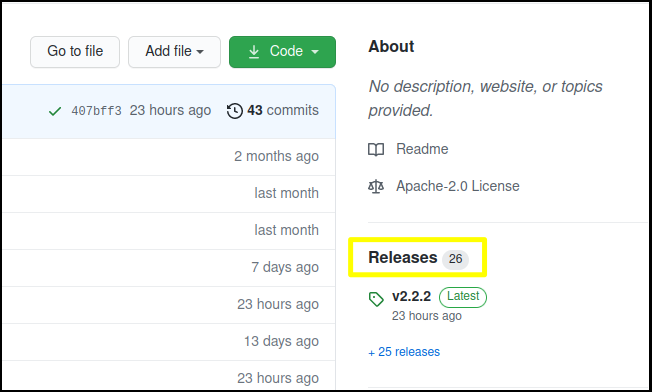 Go to file
Add file
Code
407bff3 23 hours ago 43 commits
2 months ago
last month
last month
7 days ago
23 hours ago
13 days ago
23 hours ago
About
No description, website, or topics
provided.
Readme
Apache-2.0 License
Releases 26
v2.2.2 Latest
23 hours ago
+ 25 releases